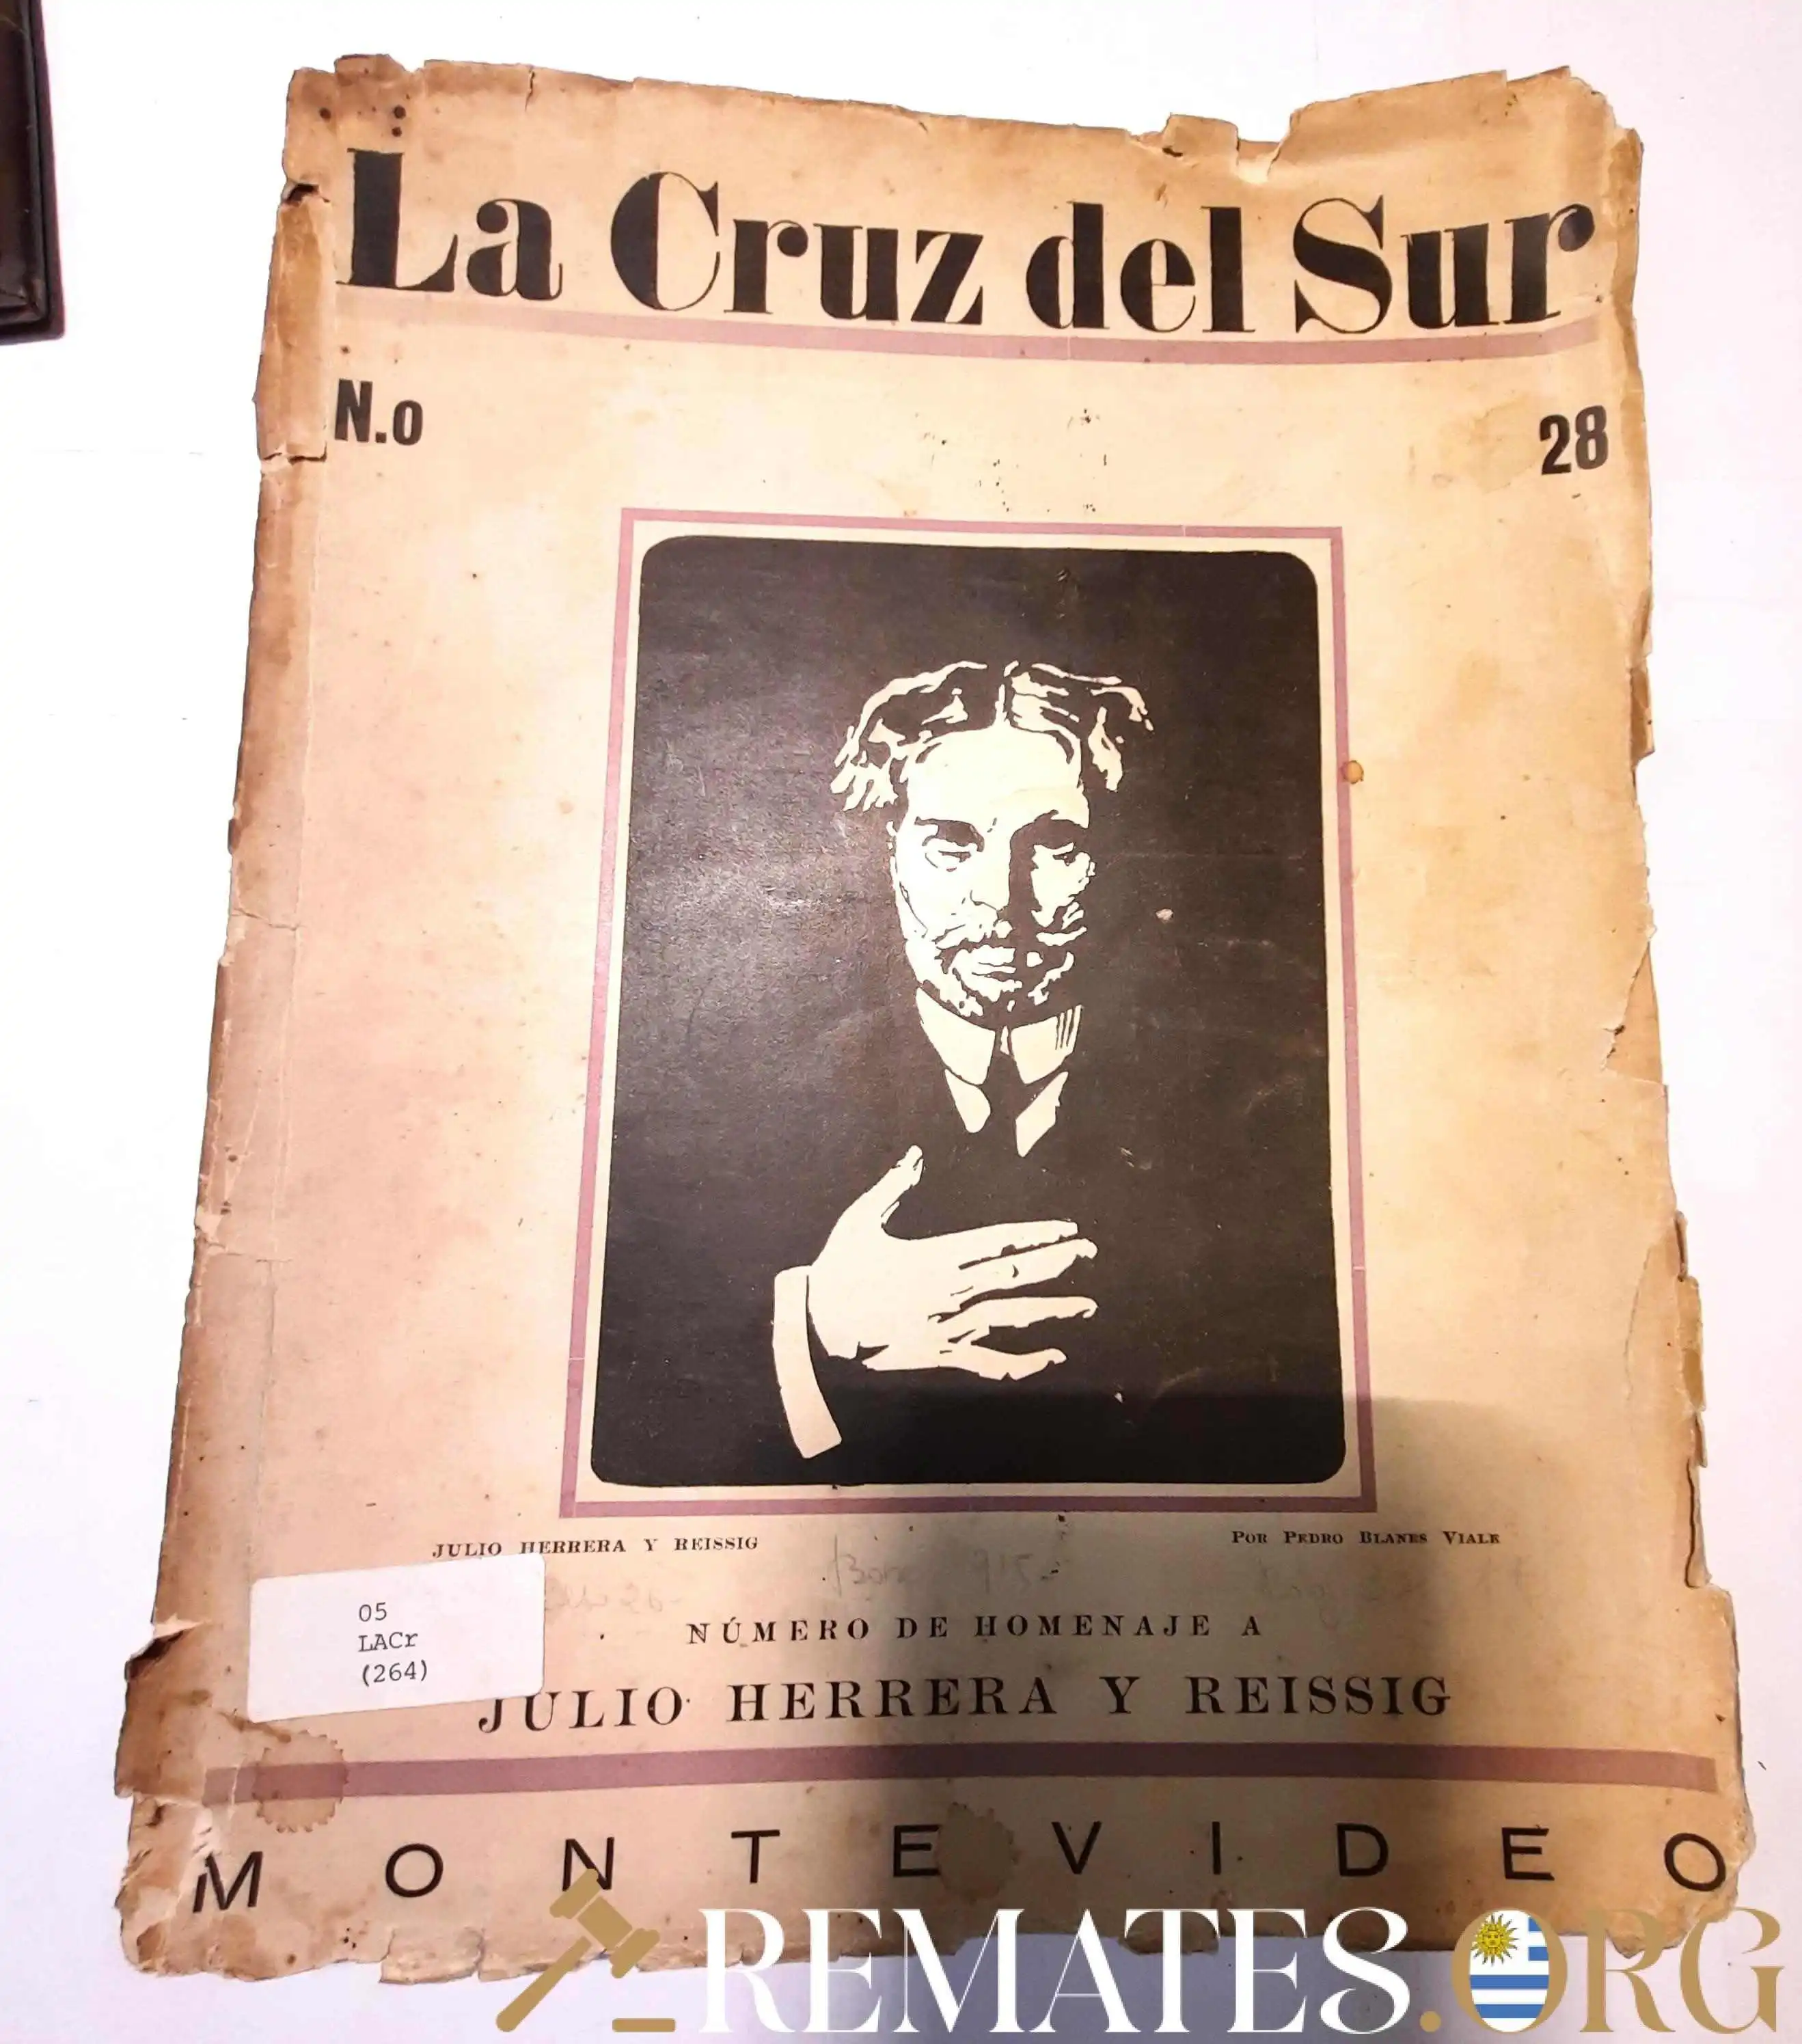 La Cruz del Sur
N.o 28
JULIO HERRERA Y REISSIG
POR PEDRO BLANES VIALE
05
LACr
(264)
NÚMERO DE HOMENAJE A
JULIO HERRERA Y REISSIG
MONTEVIDEO
REMATES.ORG